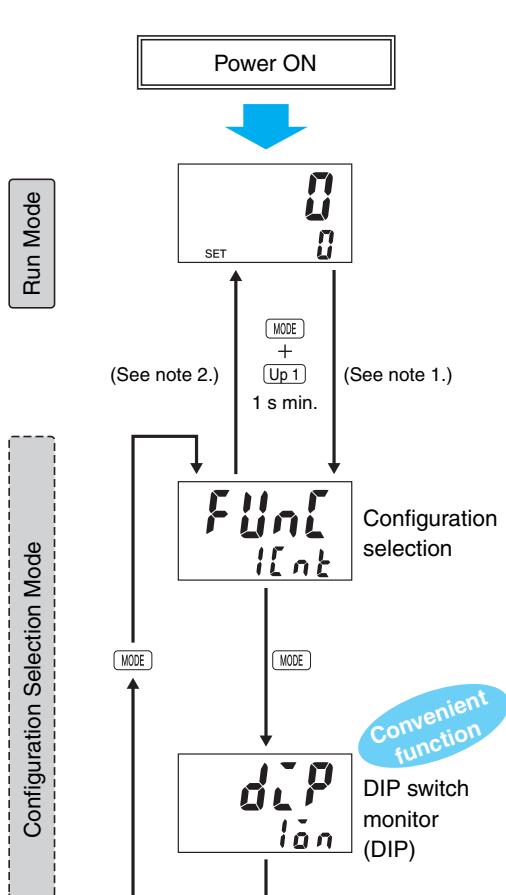 Power ON
Run Mode
0
SET 0
MODE
+
(See note 2.) Up 1 (See note 1.)
1 s min.
Configuration Selection Mode
FUnC
1Cnt
Configuration
selection
MODE MODE
Convenient
function
diP
1on
DIP switch
monitor
(DIP)